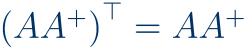 (AA⁺)^⊤ = AA⁺